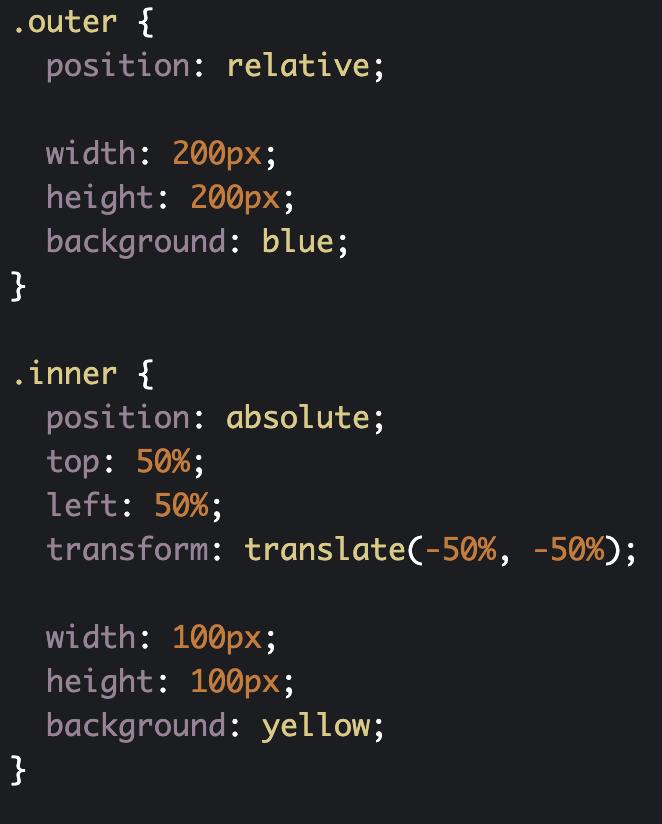 .outer {
  position: relative;

  width: 200px;
  height: 200px;
  background: blue;
}

.inner {
  position: absolute;
  top: 50%;
  left: 50%;
  transform: translate(-50%, -50%);

  width: 100px;
  height: 100px;
  background: yellow;
}